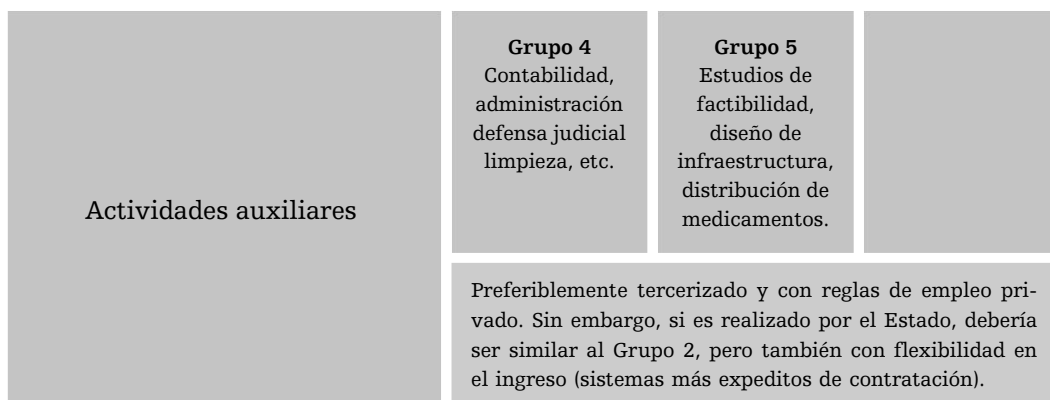 Actividades auxiliares
Grupo 4
Contabilidad,
administración
defensa judicial
limpieza, etc.
Grupo 5
Estudios de
factibilidad,
diseño de
infraestructura,
distribución de
medicamentos.
Preferiblemente tercerizado y con reglas de empleo pri-
vado. Sin embargo, si es realizado por el Estado, debería
ser similar al Grupo 2, pero también con flexibilidad en
el ingreso (sistemas más expeditos de contratación).